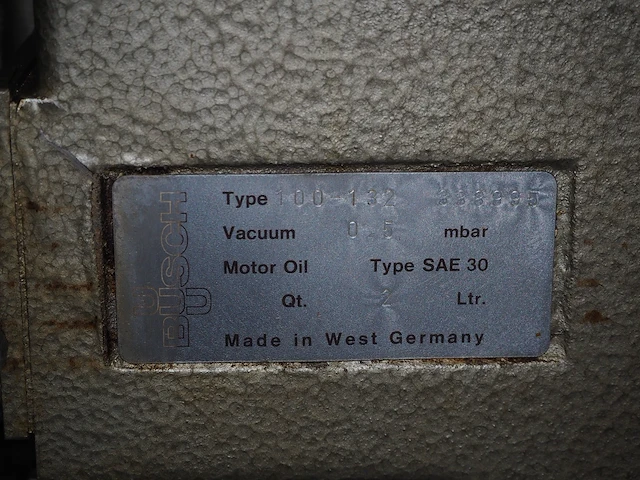 BUSCH
Type 100-132
Vacuum 0.5 mbar
Motor Oil Type SAE 30
Qt. 2 Ltr.
Made in West Germany